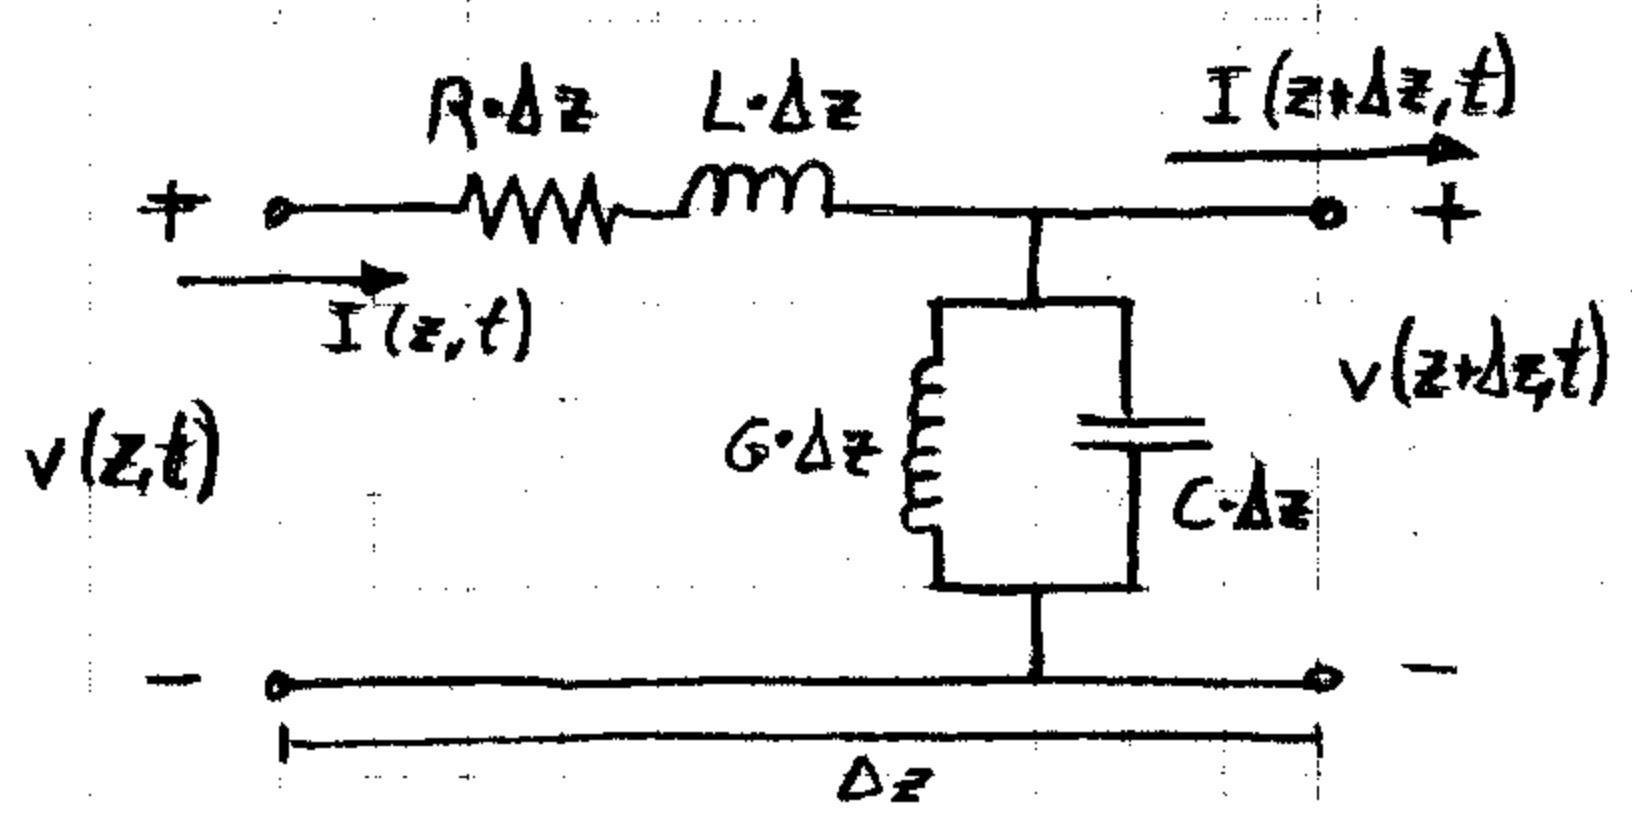 R·Δz
L·Δz
I(z+Δz,t)
+
+
I(z,t)
v(z+Δz,t)
v(z,t)
G·Δz
C·Δz
-
-
Δz